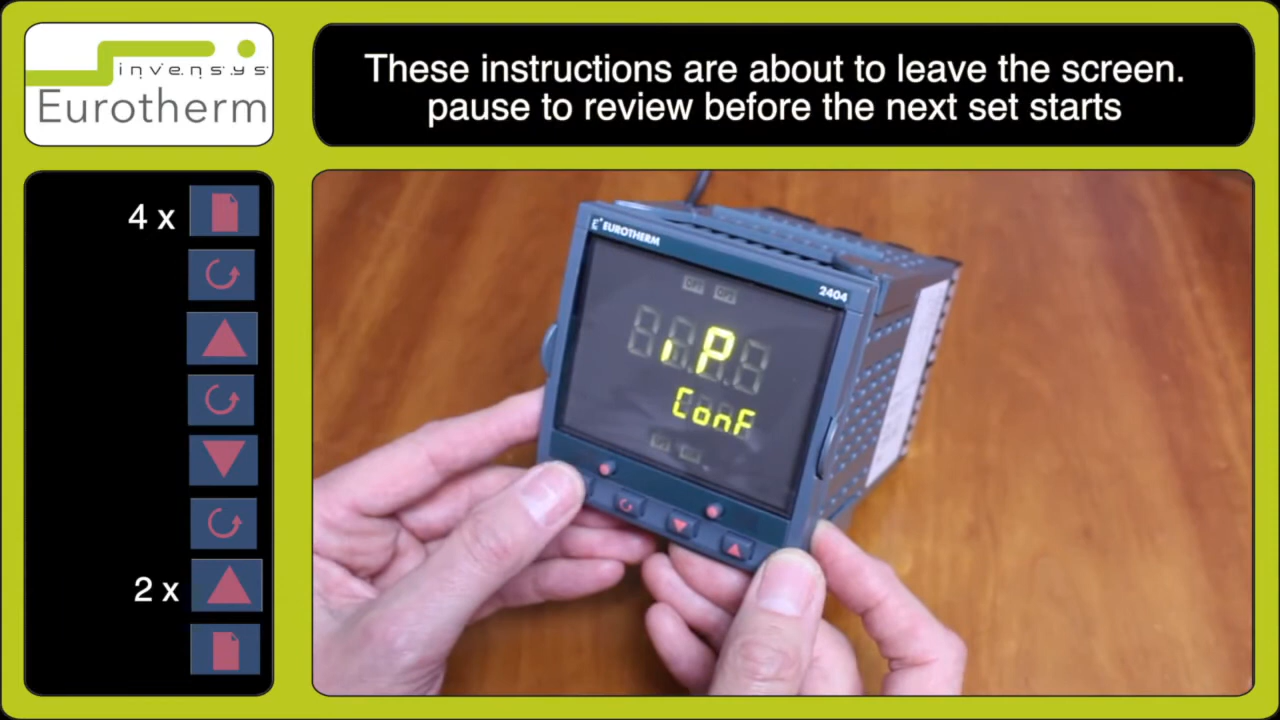 invensys
Eurotherm
These instructions are about to leave the screen.
pause to review before the next set starts
4 x
2 x
EUROTHERM
2404
iP
ConF